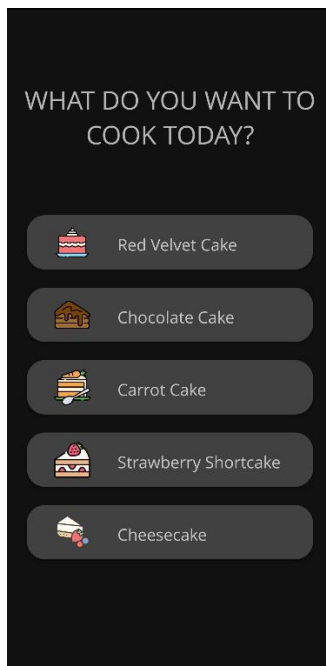 WHAT DO YOU WANT TO
COOK TODAY?
Red Velvet Cake
Chocolate Cake
Carrot Cake
Strawberry Shortcake
Cheesecake